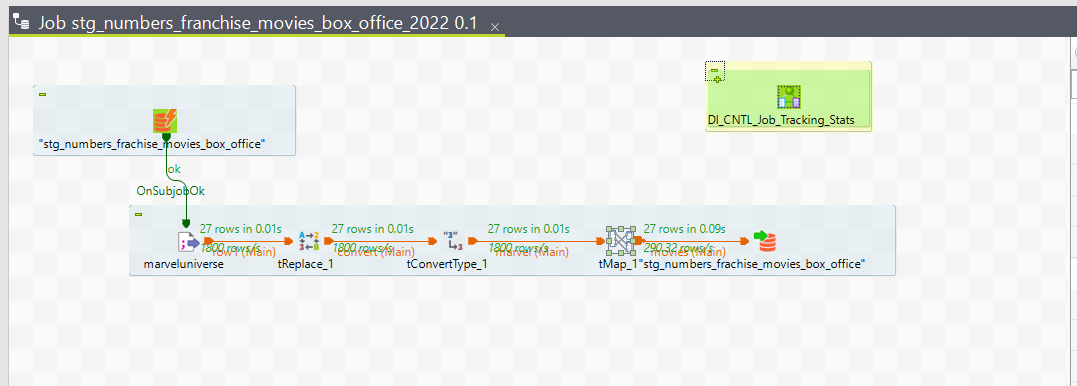 Job stg_numbers_franchise_movies_box_office_2022 0.1
DI_CNTL_Job_Tracking_Stats
"stg_numbers_frachise_movies_box_office"
ok
OnSubjobOk
27 rows in 0.01s
1800 rows/s
row1 (Main)
27 rows in 0.01s
1800 rows/s
convert (Main)
27 rows in 0.01s
1800 rows/s
marvel (Main)
27 rows in 0.09s
290.32 rows/s
movies (Main)
marveluniverse
tReplace_1
tConvertType_1
tMap_1
"stg_numbers_frachise_movies_box_office"